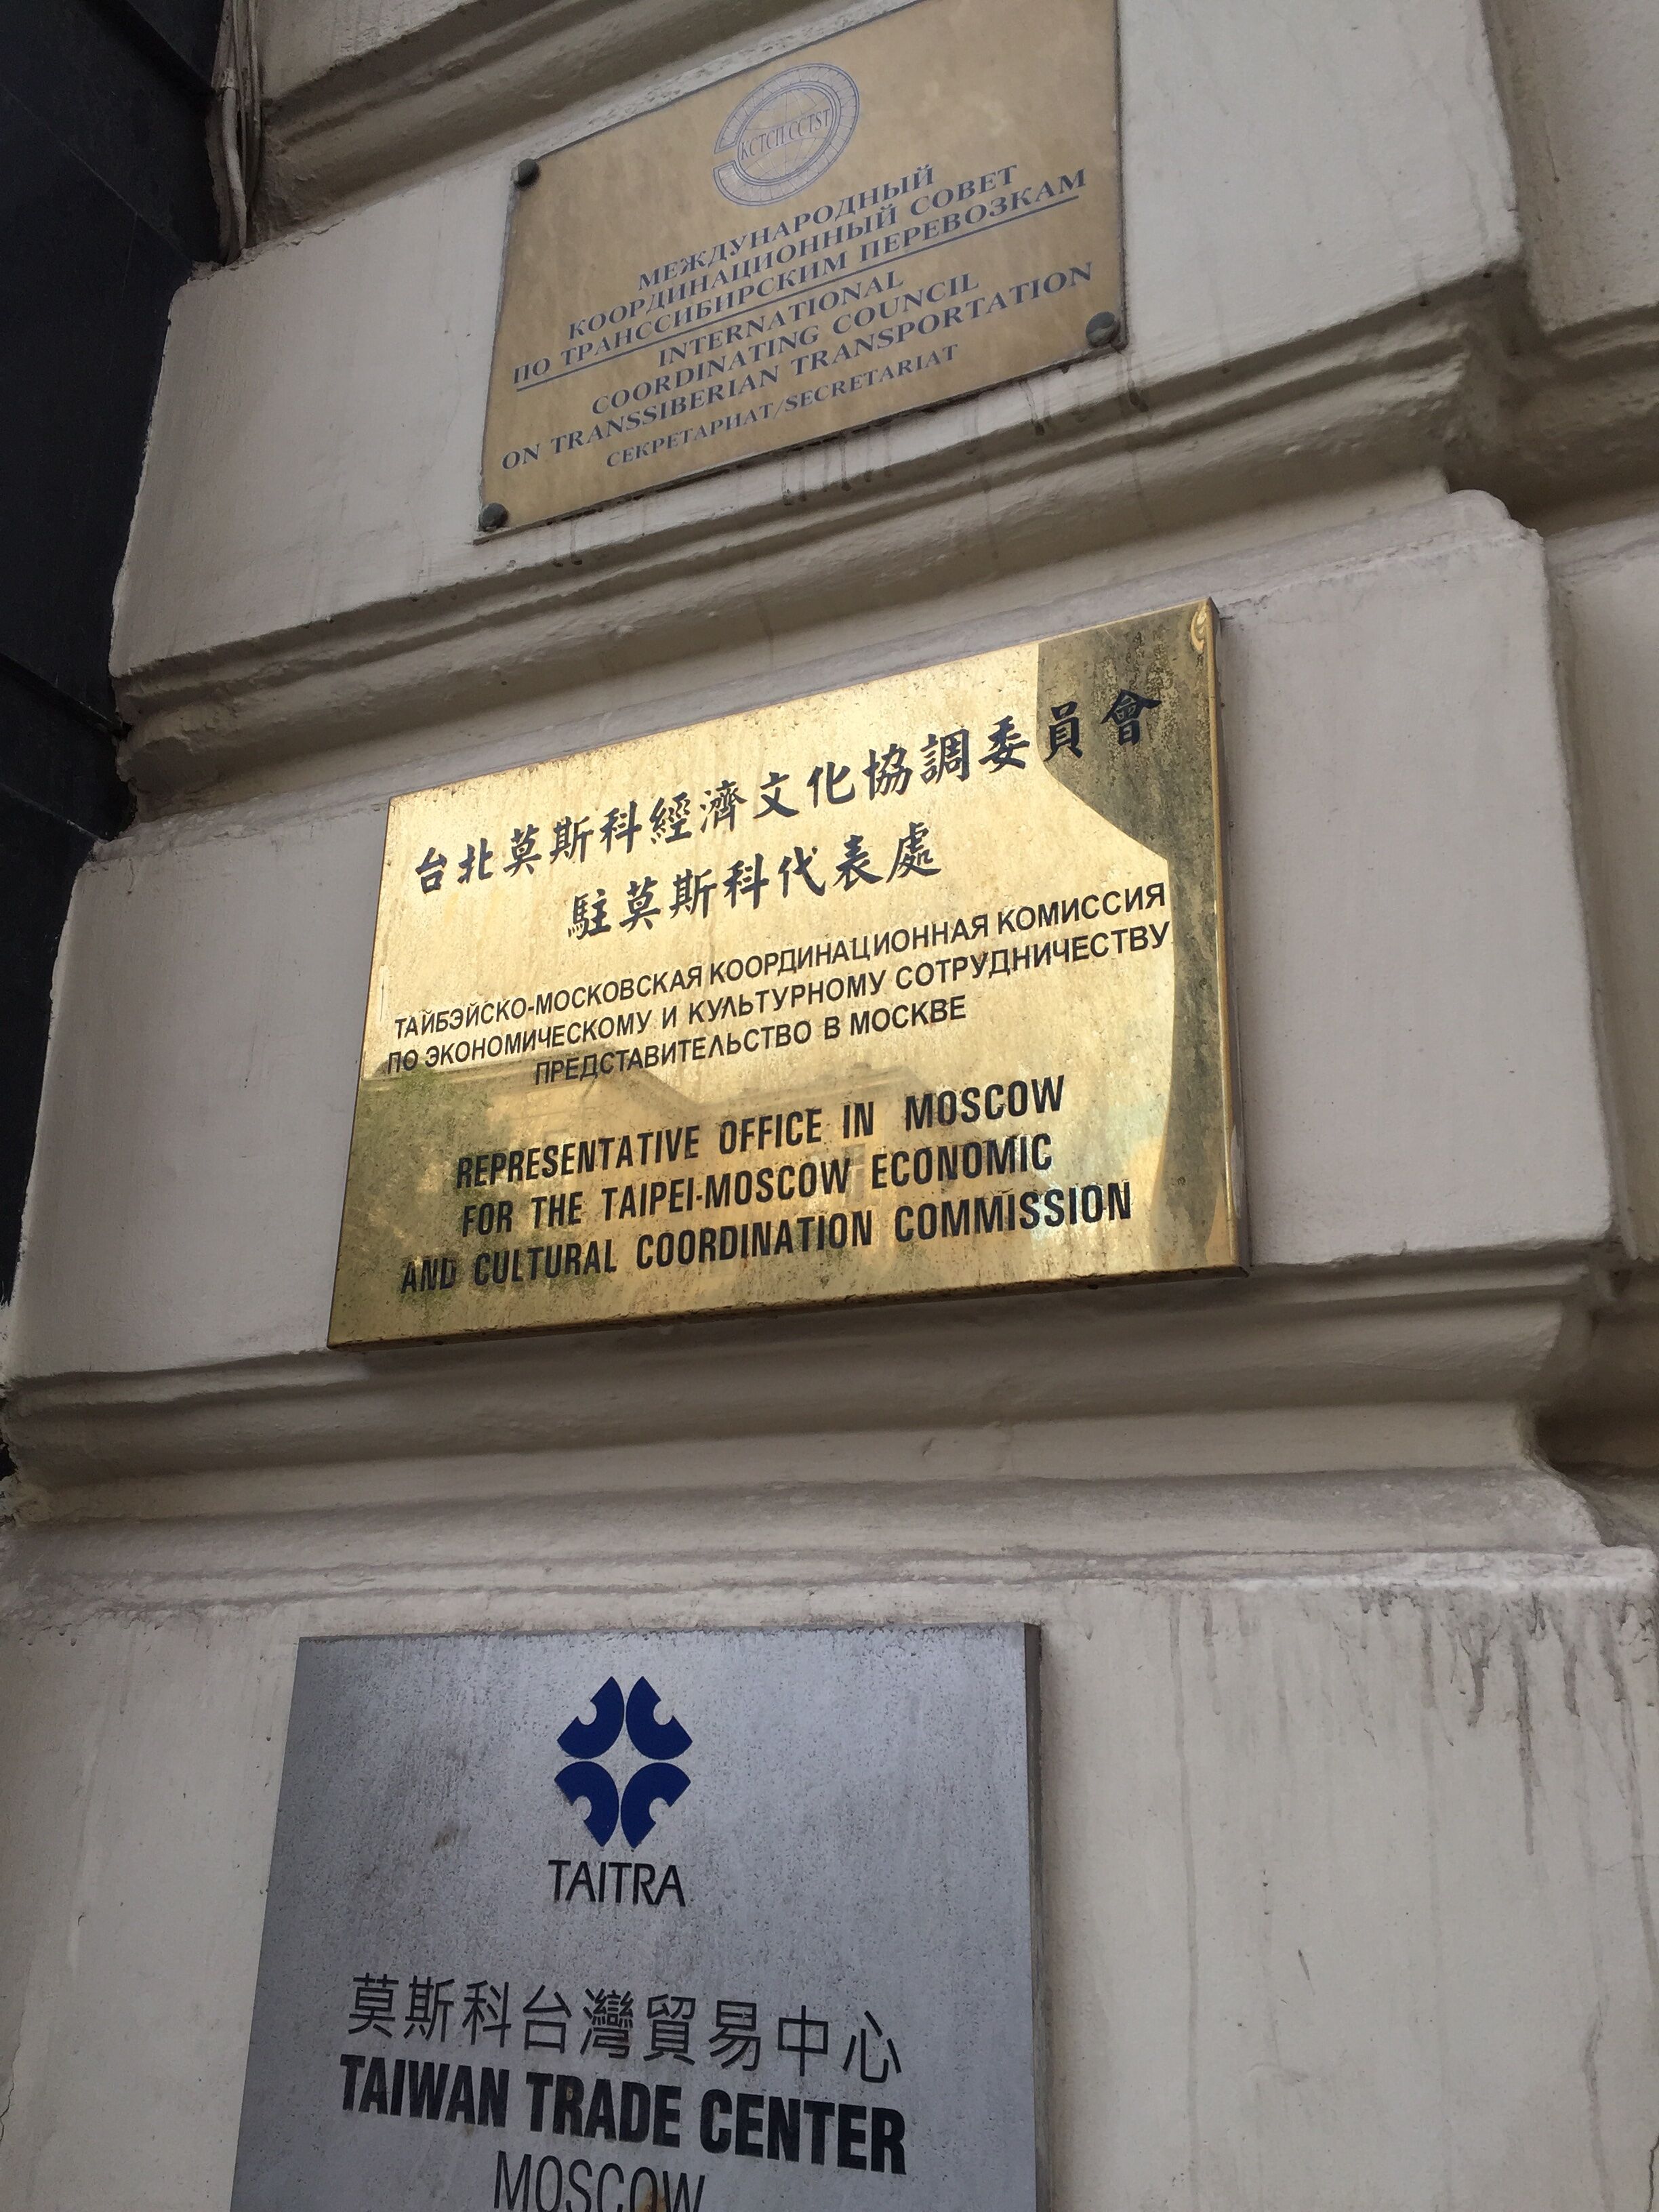 КСТСП.CCTST
МЕЖДУНАРОДНЫЙ
КООРДИНАЦИОННЫЙ СОВЕТ
ПО ТРАНССИБИРСКИМ ПЕРЕВОЗКАМ
INTERNATIONAL
COORDINATING COUNCIL
ON TRANSSIBERIAN TRANSPORTATION
СЕКРЕТАРИАТ/SECRETARIAT
台北莫斯科經濟文化協調委員會
駐莫斯科代表處
ТАЙБЭЙСКО-МОСКОВСКАЯ КООРДИНАЦИОННАЯ КОМИССИЯ
ПО ЭКОНОМИЧЕСКОМУ И КУЛЬТУРНОМУ СОТРУДНИЧЕСТВУ
ПРЕДСТАВИТЕЛЬСТВО В МОСКВЕ
REPRESENTATIVE OFFICE IN MOSCOW
FOR THE TAIPEI-MOSCOW ECONOMIC
AND CULTURAL COORDINATION COMMISSION
TAITRA
莫斯科台灣貿易中心
TAIWAN TRADE CENTER
MOSCOW